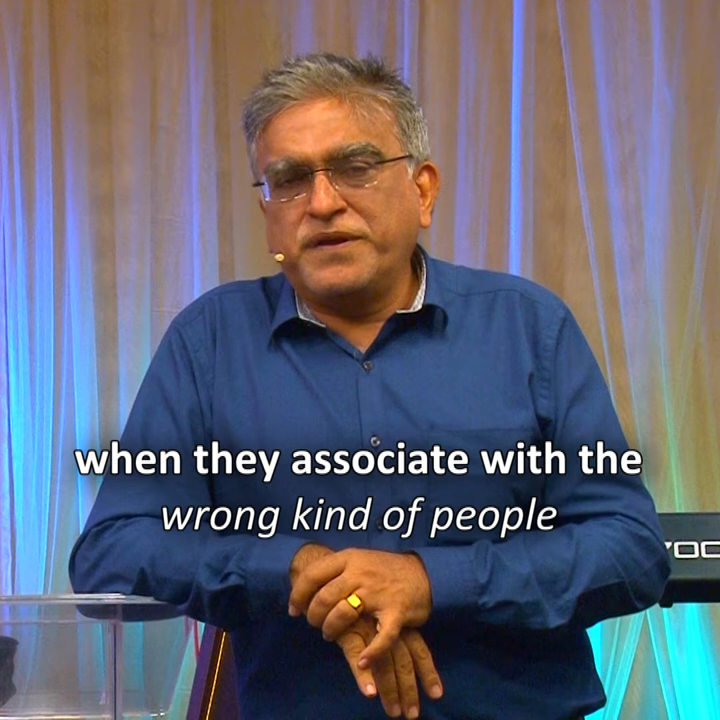 when they associate with the
wrong kind of people